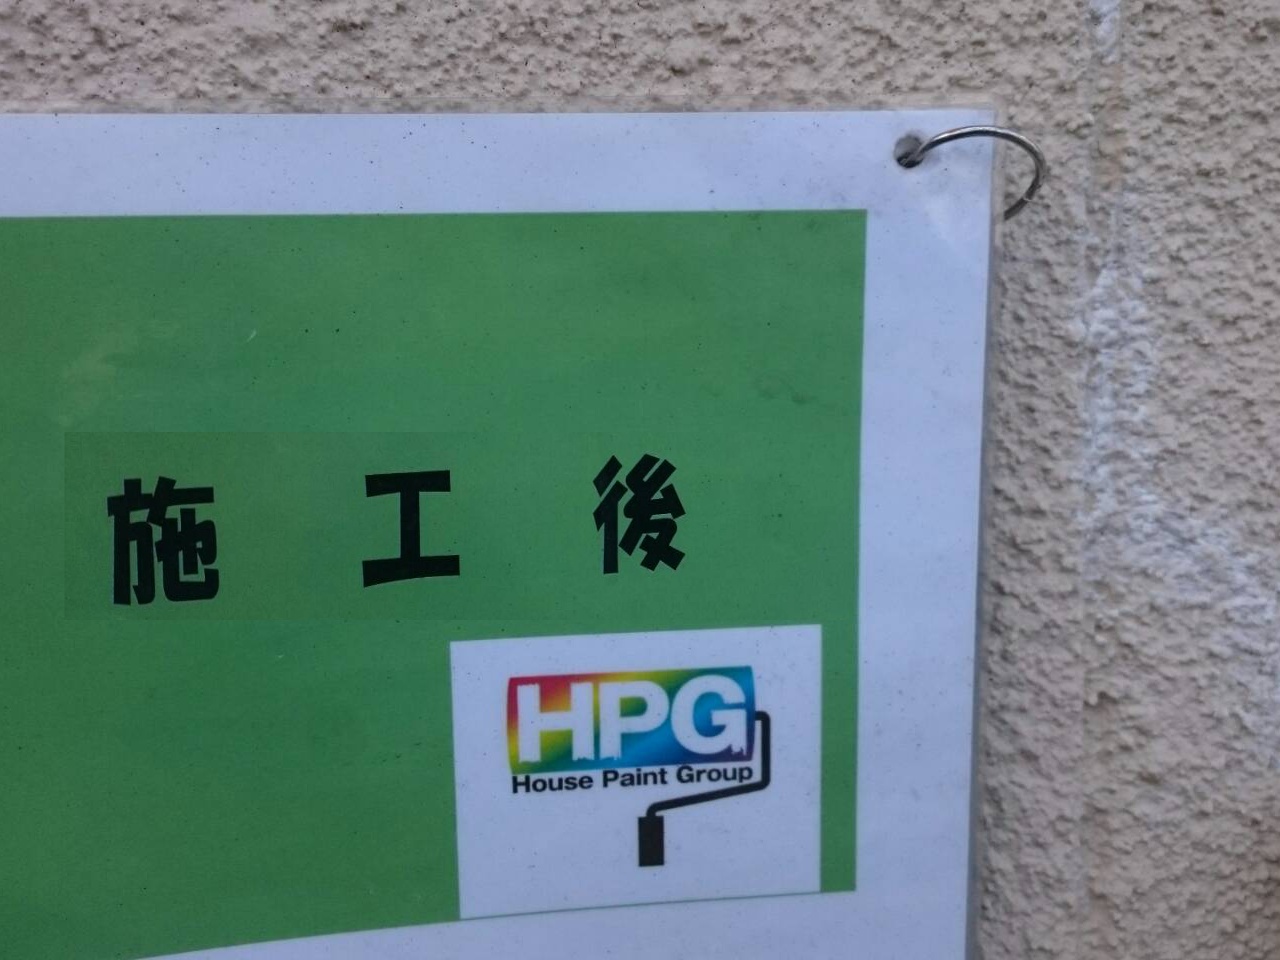 施工後
HPG
House Paint Group